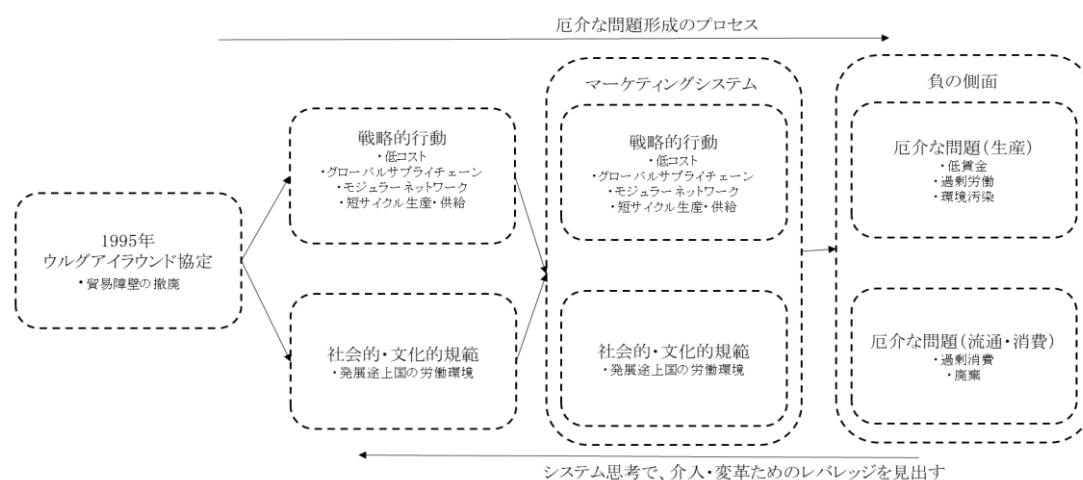 厄介な問題形成のプロセス
1995年
ウルグアイラウンド協定
・貿易障壁の撤廃
戦略的行動
・低コスト
・グローバルサプライチェーン
・モジュラーネットワーク
・短サイクル生産・供給
社会的・文化的規範
・発展途上国の労働環境
マーケティングシステム
戦略的行動
・低コスト
・グローバルサプライチェーン
・モジュラーネットワーク
・短サイクル生産・供給
社会的・文化的規範
・発展途上国の労働環境
負の側面
厄介な問題(生産)
・低賃金
・過剰労働
・環境汚染
厄介な問題(流通・消費)
・過剰消費
・廃棄
システム思考で、介入・変革ためのレバレッジを見出す